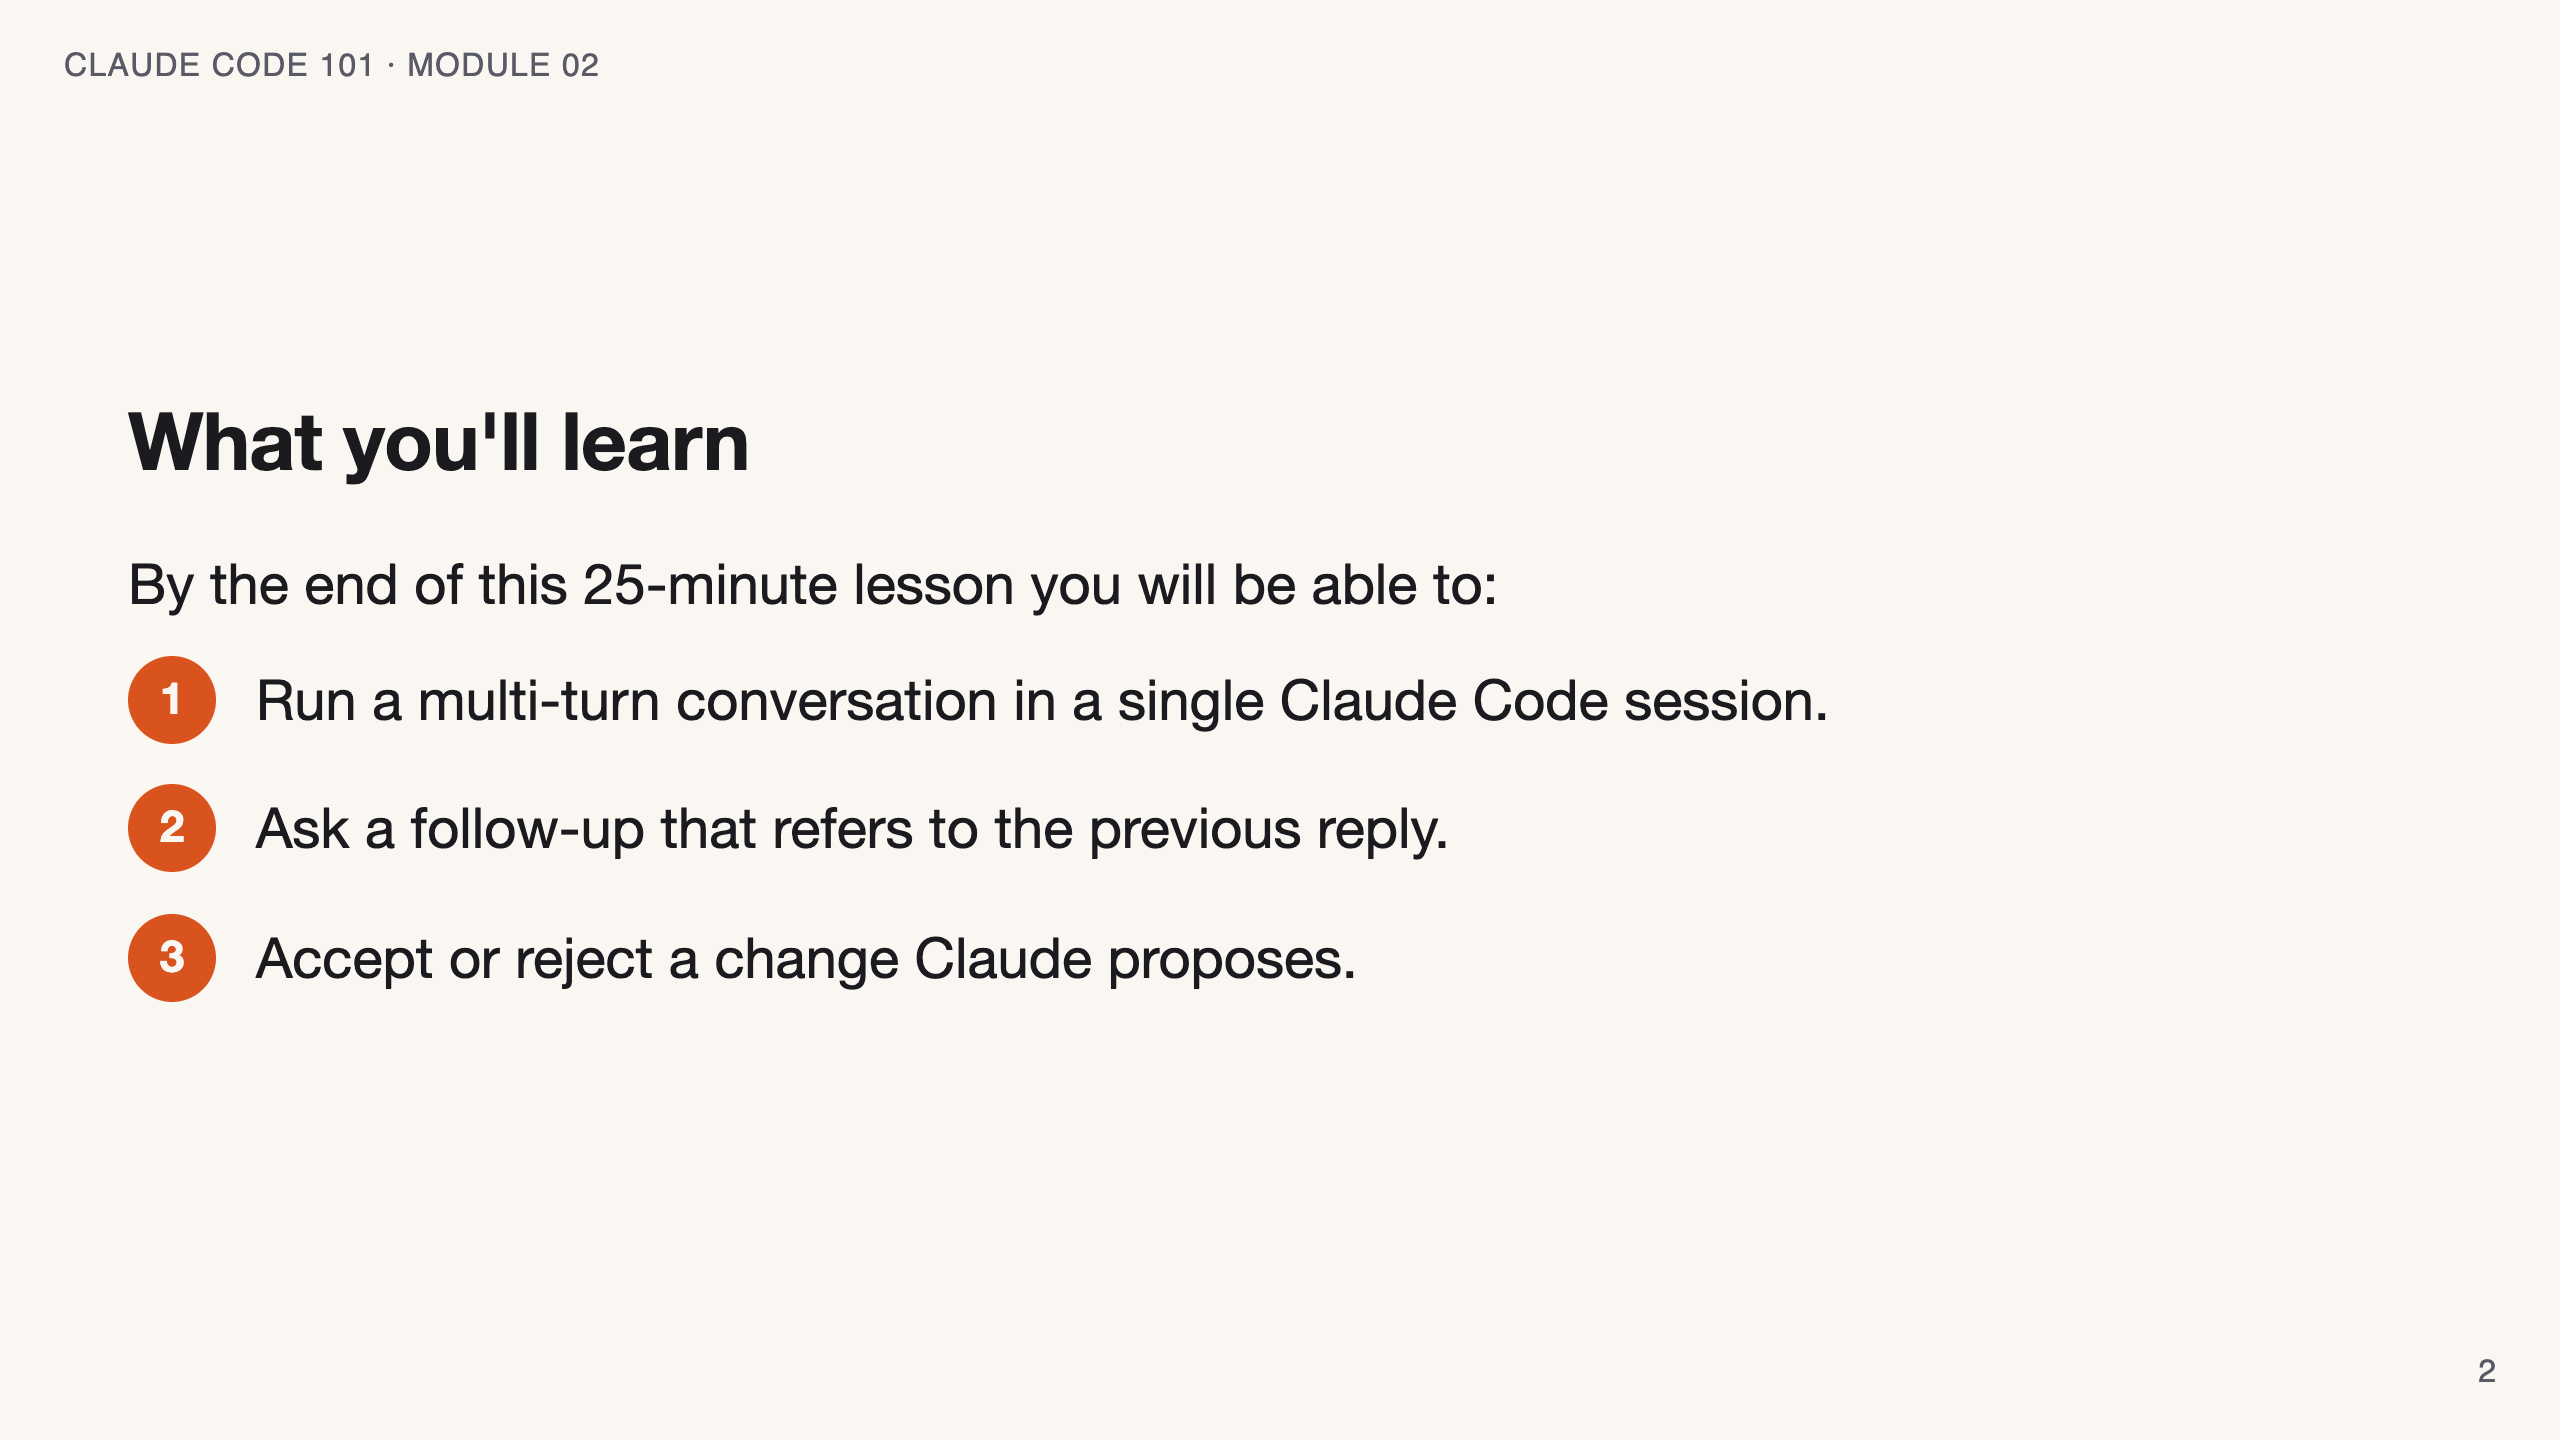 CLAUDE CODE 101 · MODULE 02
What you'll learn
By the end of this 25-minute lesson you will be able to:
1 Run a multi-turn conversation in a single Claude Code session.
2 Ask a follow-up that refers to the previous reply.
3 Accept or reject a change Claude proposes.
2